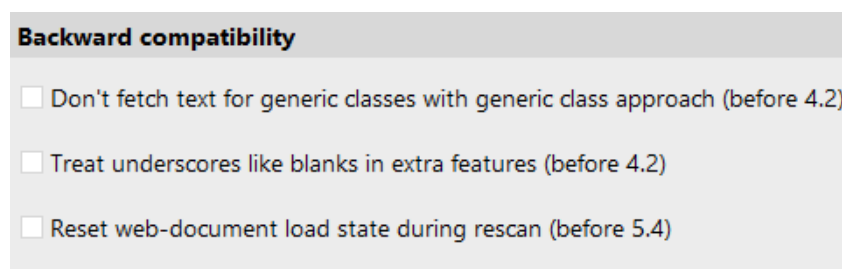 Backward compatibility
Don't fetch text for generic classes with generic class approach (before 4.2)
Treat underscores like blanks in extra features (before 4.2)
Reset web-document load state during rescan (before 5.4)